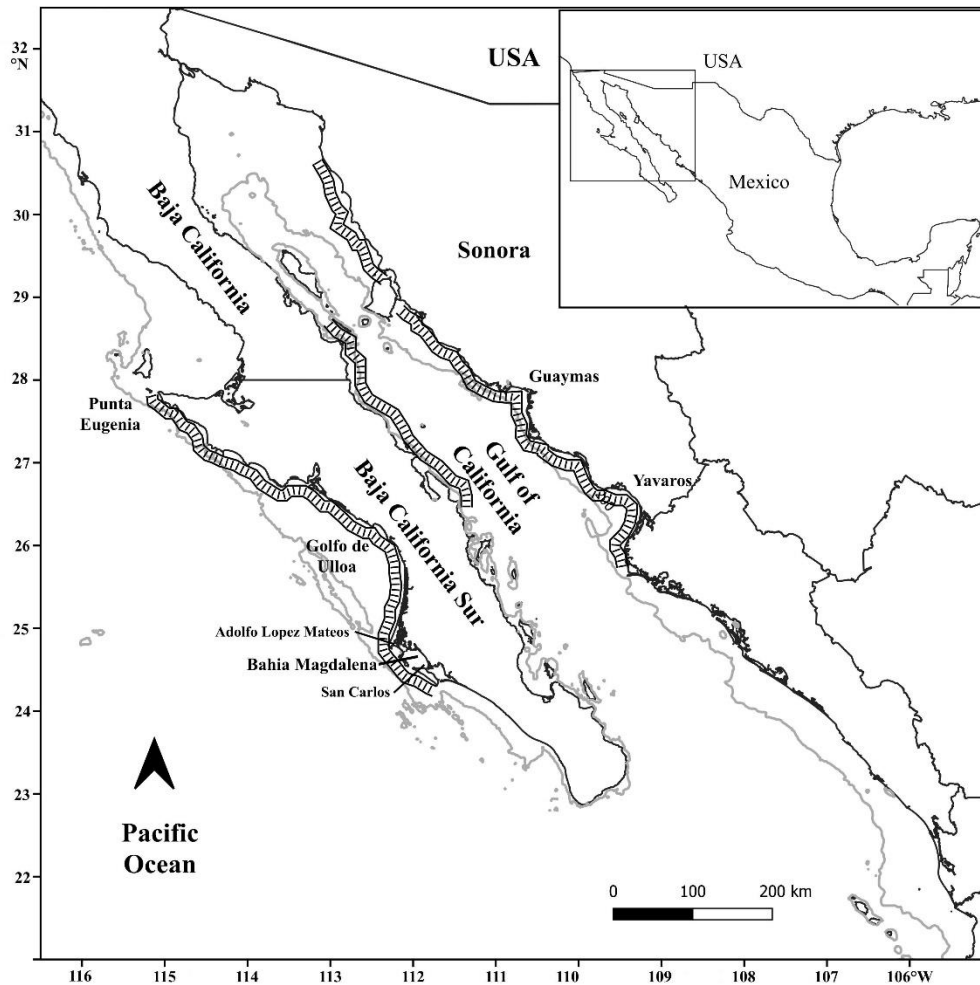 32
°N
31
30
29
28
27
26
25
24
23
22
USA
USA
Mexico
Baja California
Sonora
Guaymas
Punta
Eugenia
Gulf of
California
Yavaros
Baja California Sur
Golfo de
Ulloa
Adolfo Lopez Mateos
Bahia Magdalena
San Carlos
Pacific
Ocean
0 100 200 km
116 115 114 113 112 111 110 109 108 107 106°W